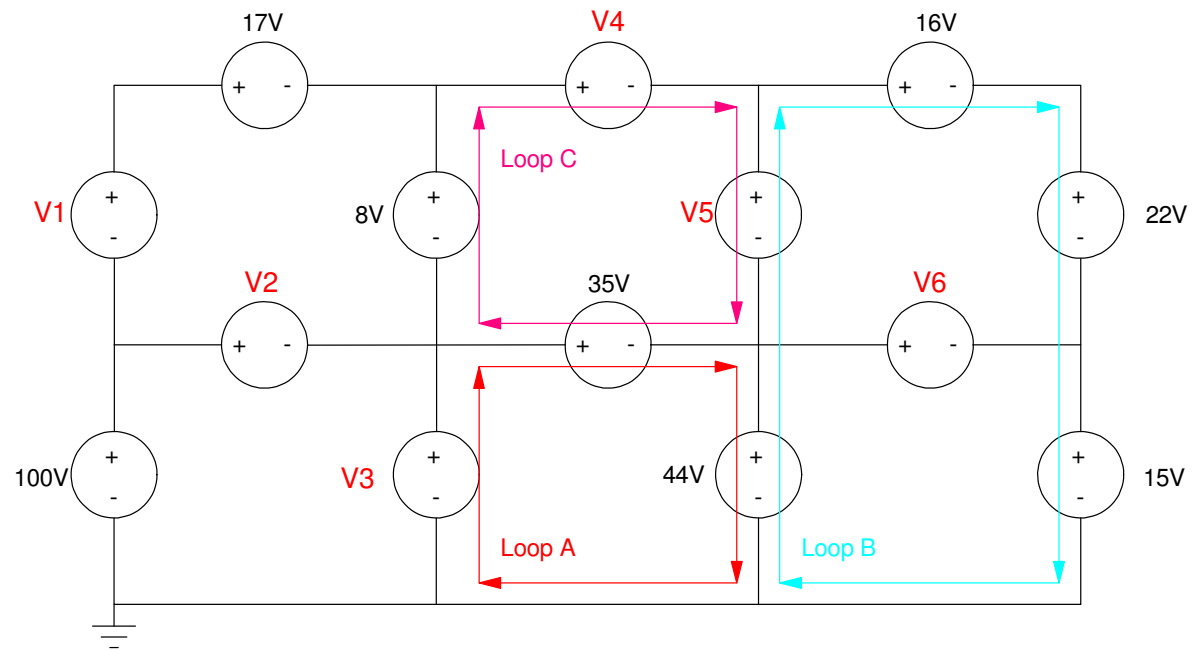 17V
V4
16V
+ -
+ -
+ -
Loop C
V1
+
-
8V
+
-
V5
+
-
+
-
22V
V2
35V
V6
+ -
+ -
+ -
100V
+
-
V3
+
-
44V
+
-
+
-
15V
Loop A
Loop B